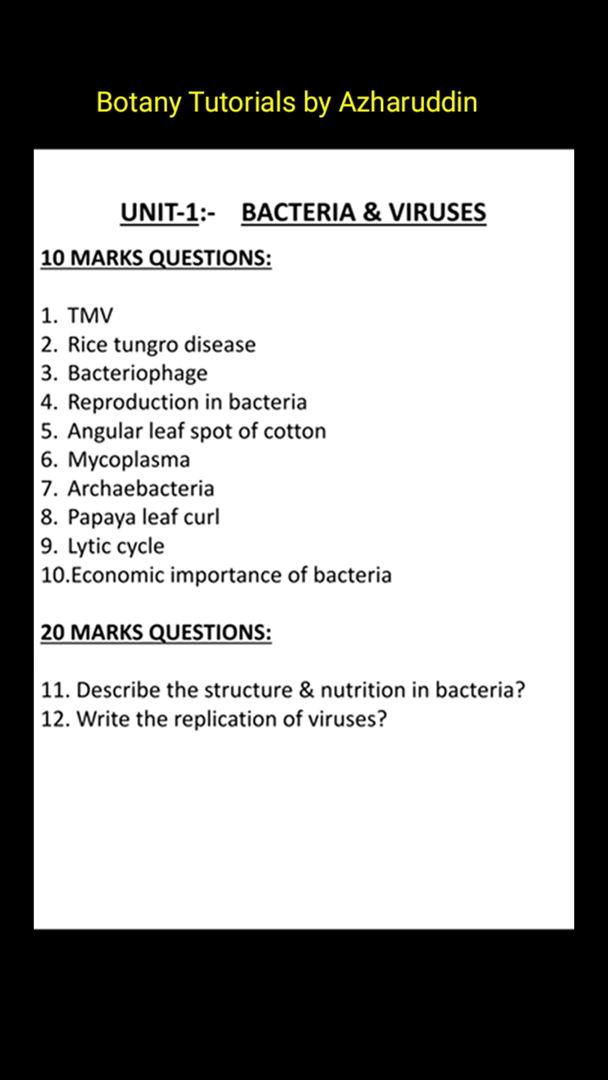 Botany Tutorials by Azharuddin
UNIT-1:- BACTERIA & VIRUSES
10 MARKS QUESTIONS:
1. TMV
2. Rice tungro disease
3. Bacteriophage
4. Reproduction in bacteria
5. Angular leaf spot of cotton
6. Mycoplasma
7. Archaebacteria
8. Papaya leaf curl
9. Lytic cycle
10.Economic importance of bacteria
20 MARKS QUESTIONS:
11. Describe the structure & nutrition in bacteria?
12. Write the replication of viruses?